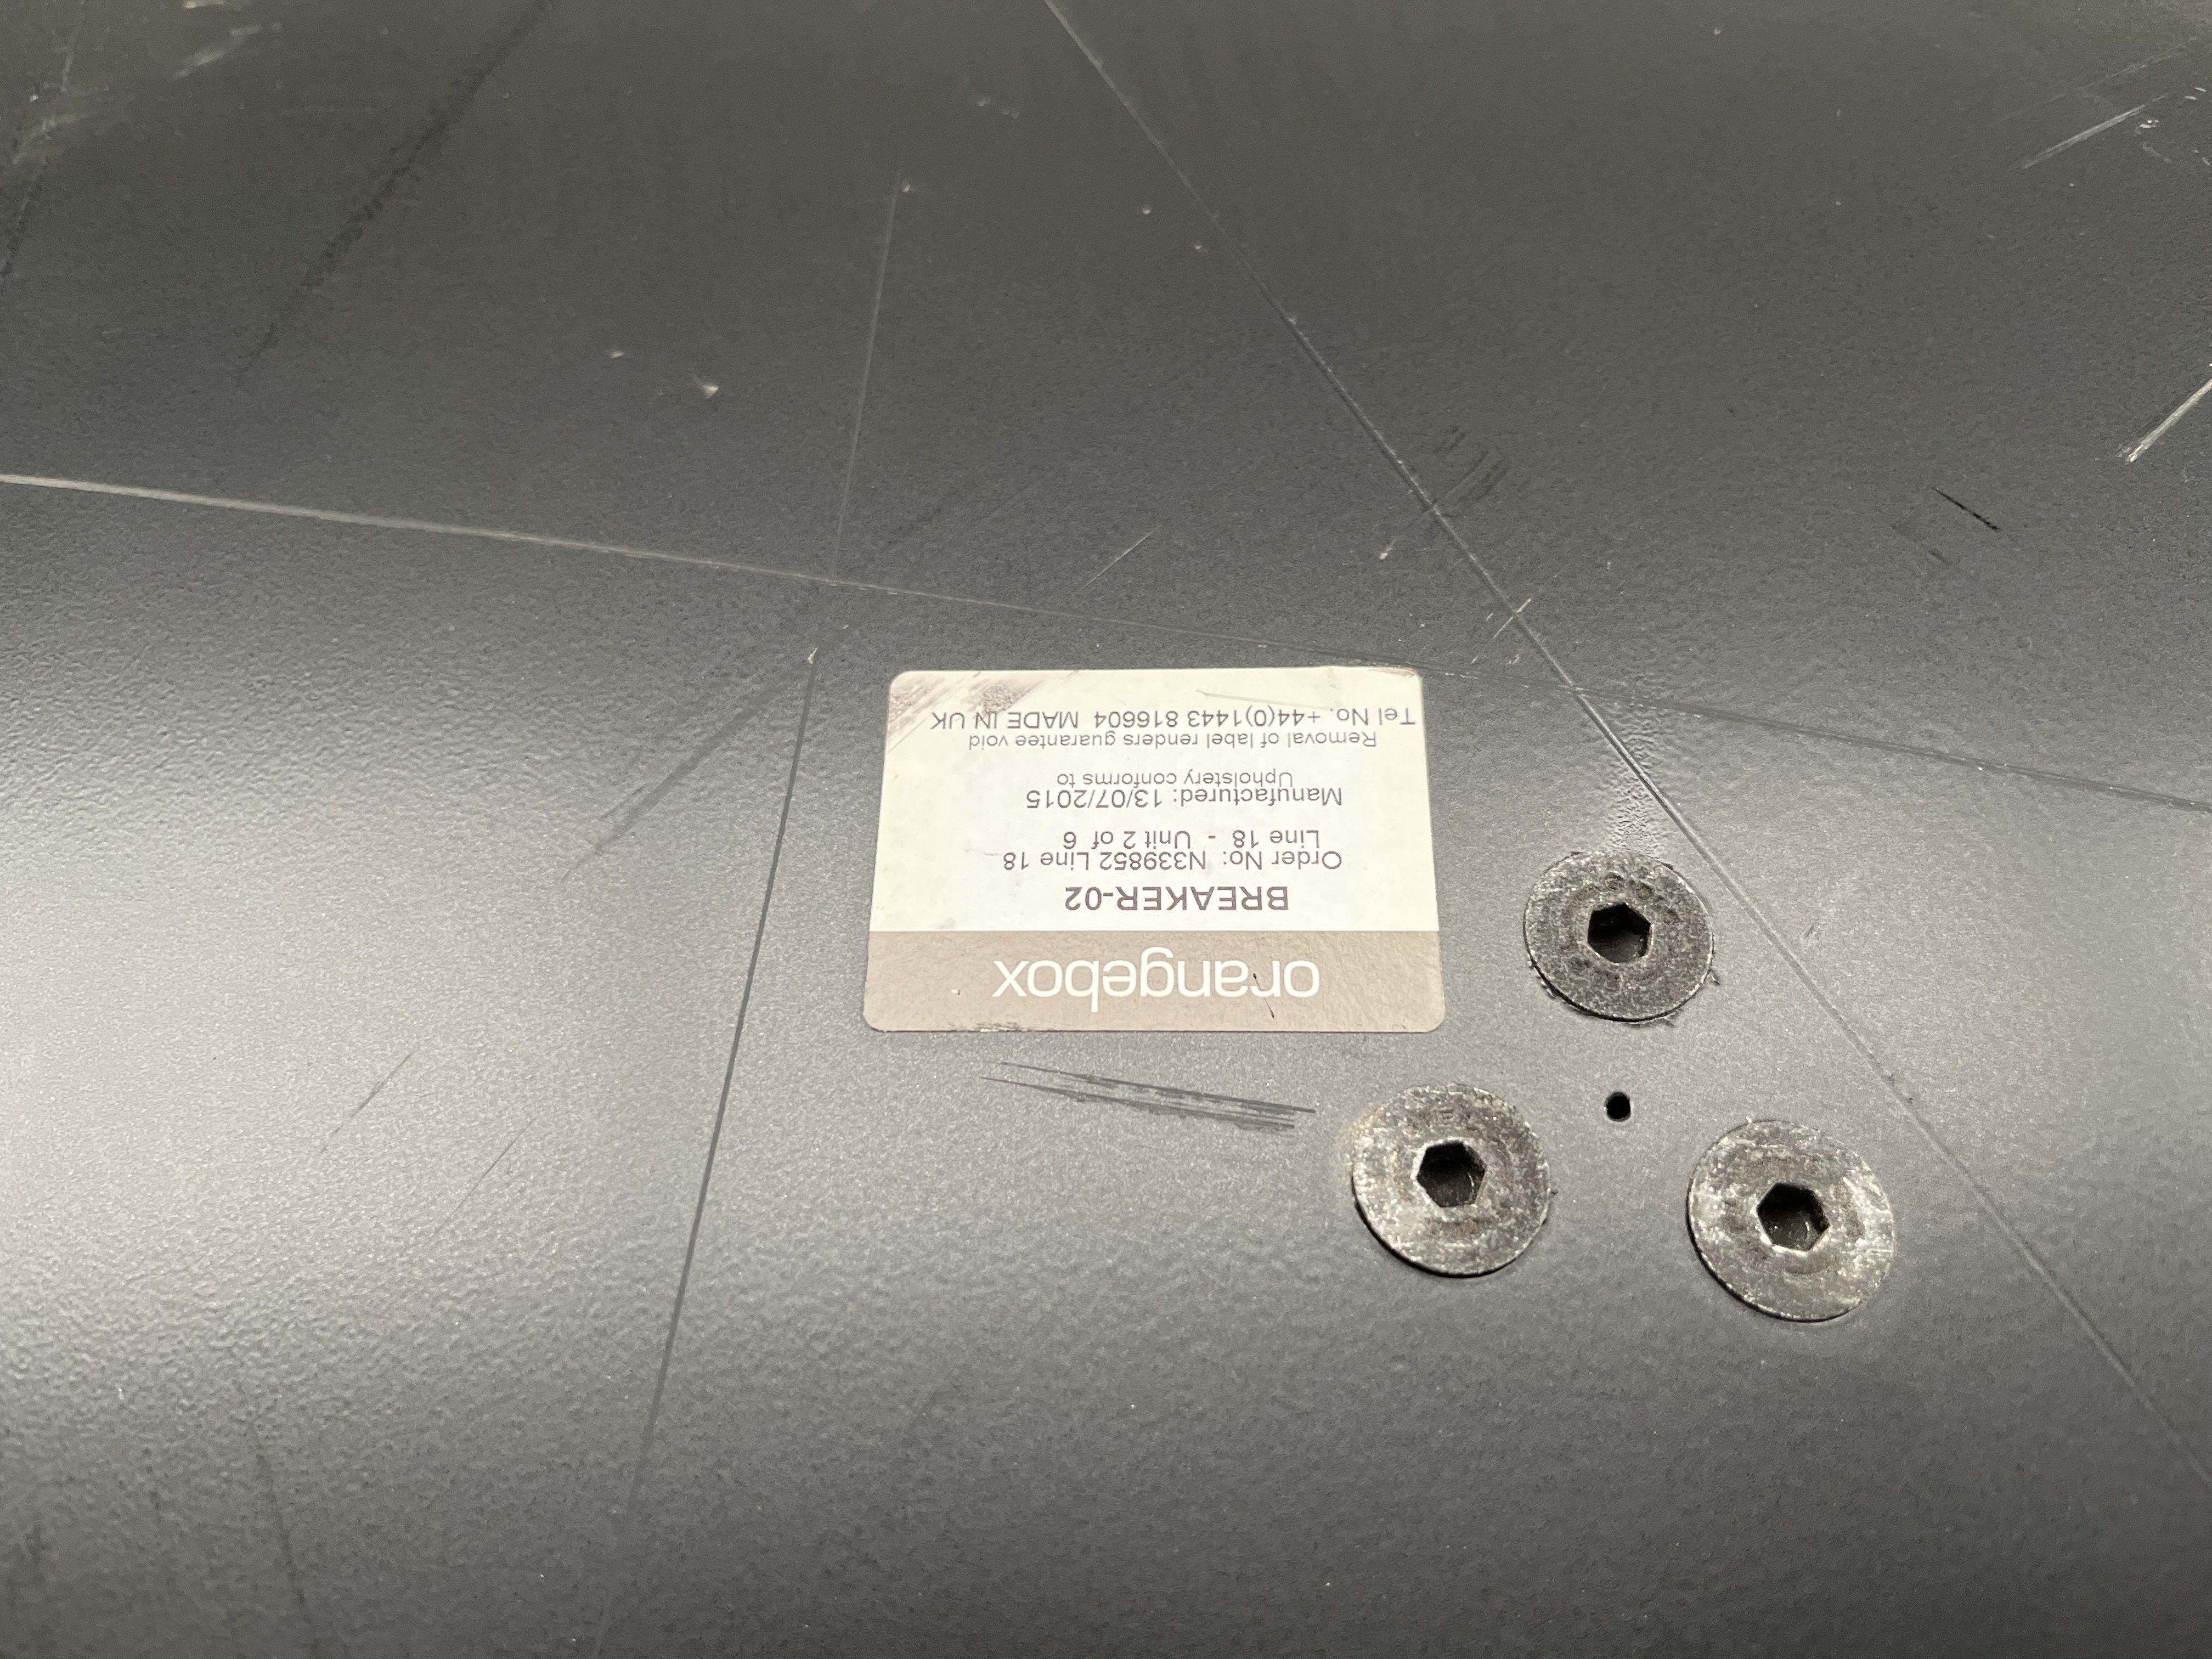 orangebox
BREAKER-02
Order No: N339852 Line 18
Line 18 - Unit 2 of 6
Manufactured: 13/07/2015
Upholstery conforms to
Removal of label renders guarantee void
Tel No. +44(0)1443 816604 MADE IN UK